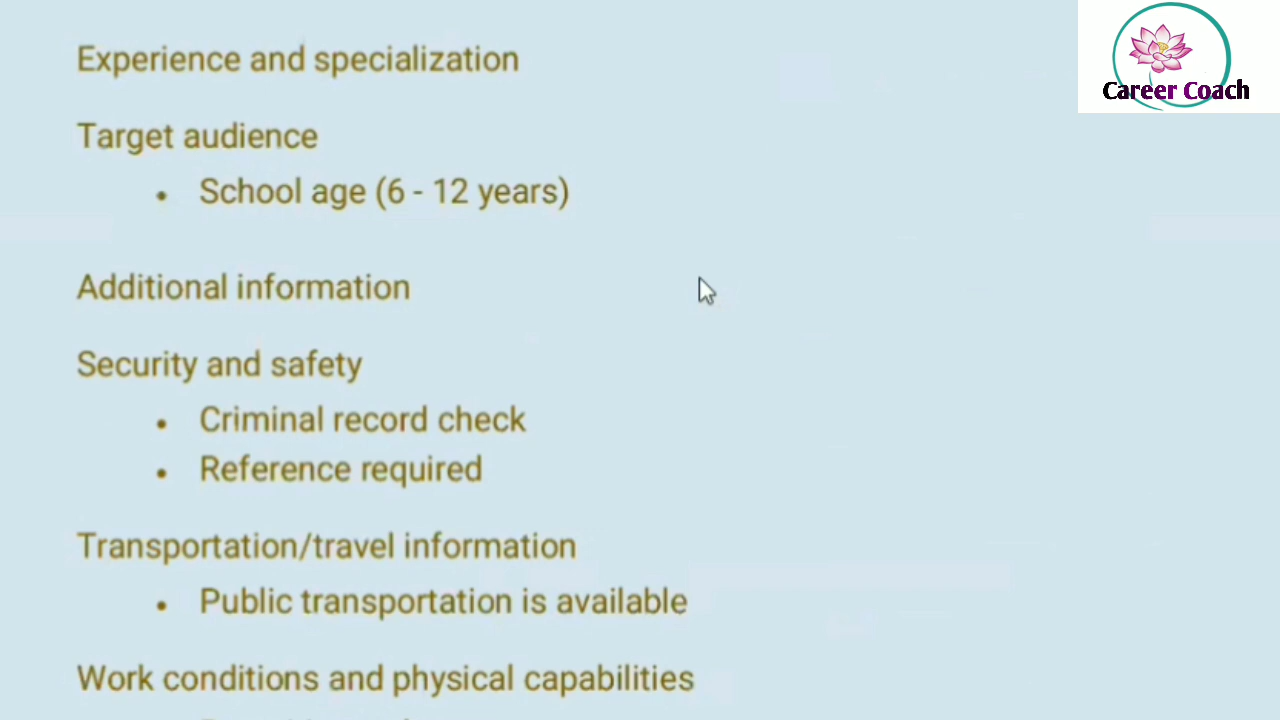 Experience and specialization
Career Coach
Target audience
• School age (6 - 12 years)
Additional information
Security and safety
• Criminal record check
• Reference required
Transportation/travel information
• Public transportation is available
Work conditions and physical capabilities